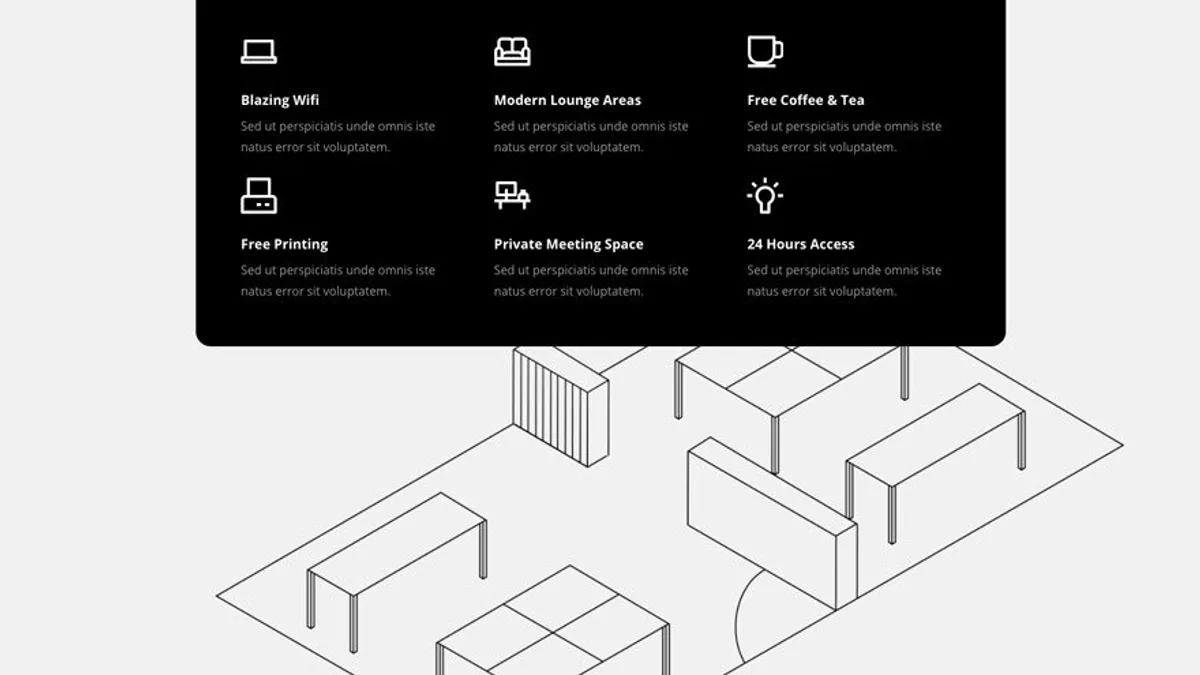 Blazing Wifi
Sed ut perspiciatis unde omnis iste
natus error sit voluptatem.
Modern Lounge Areas
Sed ut perspiciatis unde omnis iste
natus error sit voluptatem.
Free Coffee & Tea
Sed ut perspiciatis unde omnis iste
natus error sit voluptatem.
Free Printing
Sed ut perspiciatis unde omnis iste
natus error sit voluptatem.
Private Meeting Space
Sed ut perspiciatis unde omnis iste
natus error sit voluptatem.
24 Hours Access
Sed ut perspiciatis unde omnis iste
natus error sit voluptatem.